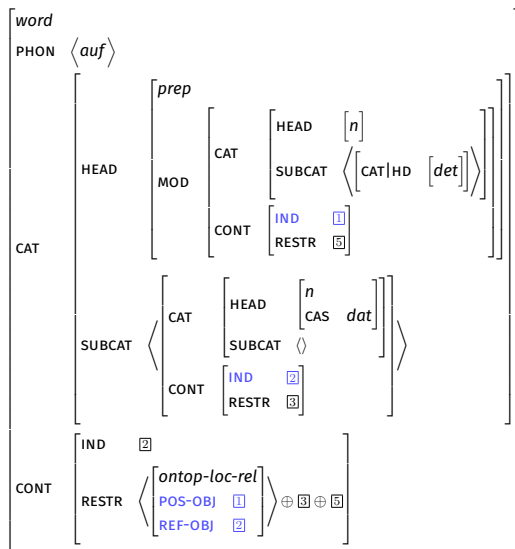 word
PHON ⟨auf⟩
prep
HEAD [n]
CAT
SUBCAT ⟨[CAT|HD [det]]⟩
HEAD
MOD
IND 1
CONT
RESTR 5
CAT
n
HEAD
CAS dat
CAT
SUBCAT ⟨⟩
SUBCAT
IND 2
CONT
RESTR 3
IND 2
ontop-loc-rel
CONT
RESTR POS-OBJ 1 ⊕ 3 ⊕ 5
REF-OBJ 2